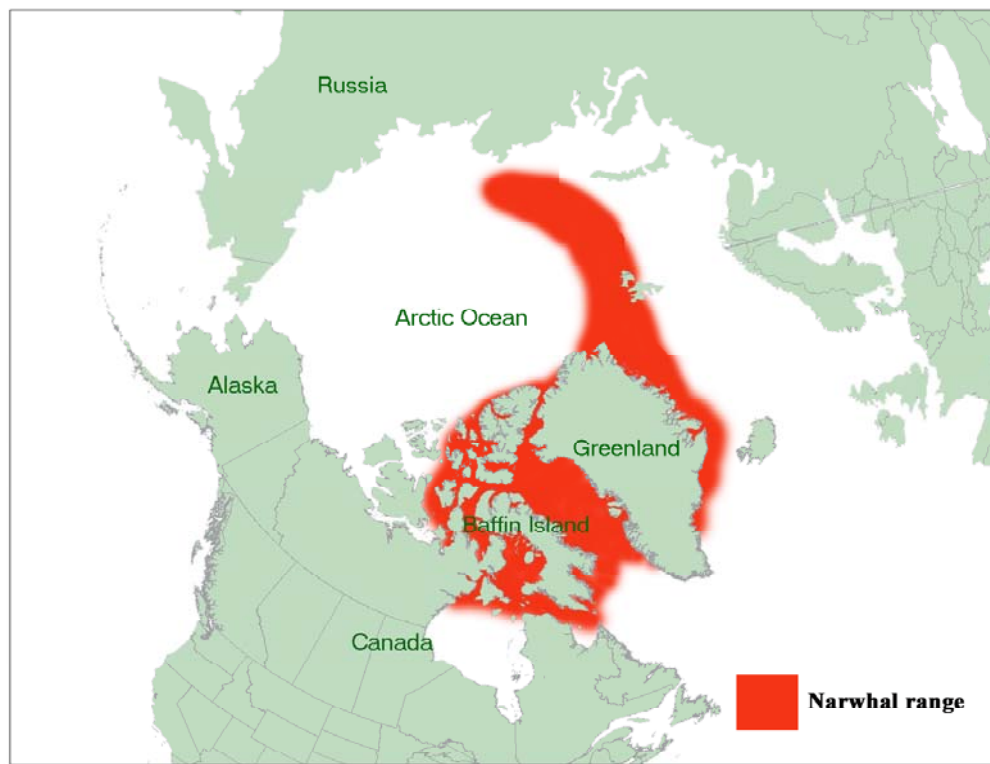 Russia
Arctic Ocean
Alaska
Greenland
Baffin Island
Canada
Narwhal range